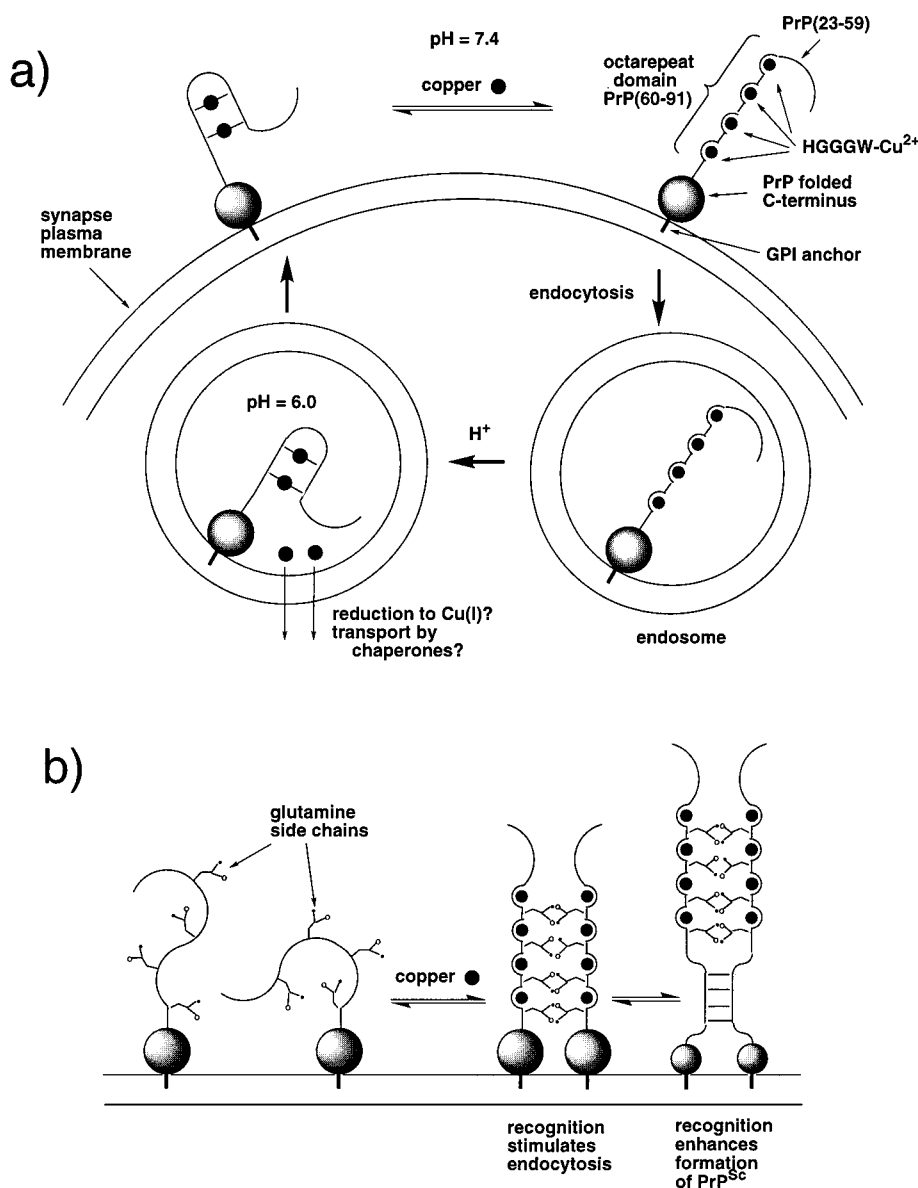 a)
pH = 7.4
copper
octarepeat
domain
PrP(60-91)
PrP(23-59)
HGGGW-Cu²⁺
PrP folded
C-terminus
GPI anchor
synapse
plasma
membrane
endocytosis
pH = 6.0
H⁺
reduction to Cu(I)?
transport by
chaperones?
endosome
b)
glutamine
side chains
copper
recognition
stimulates
endocytosis
recognition
enhances
formation
of PrPˢᶜ